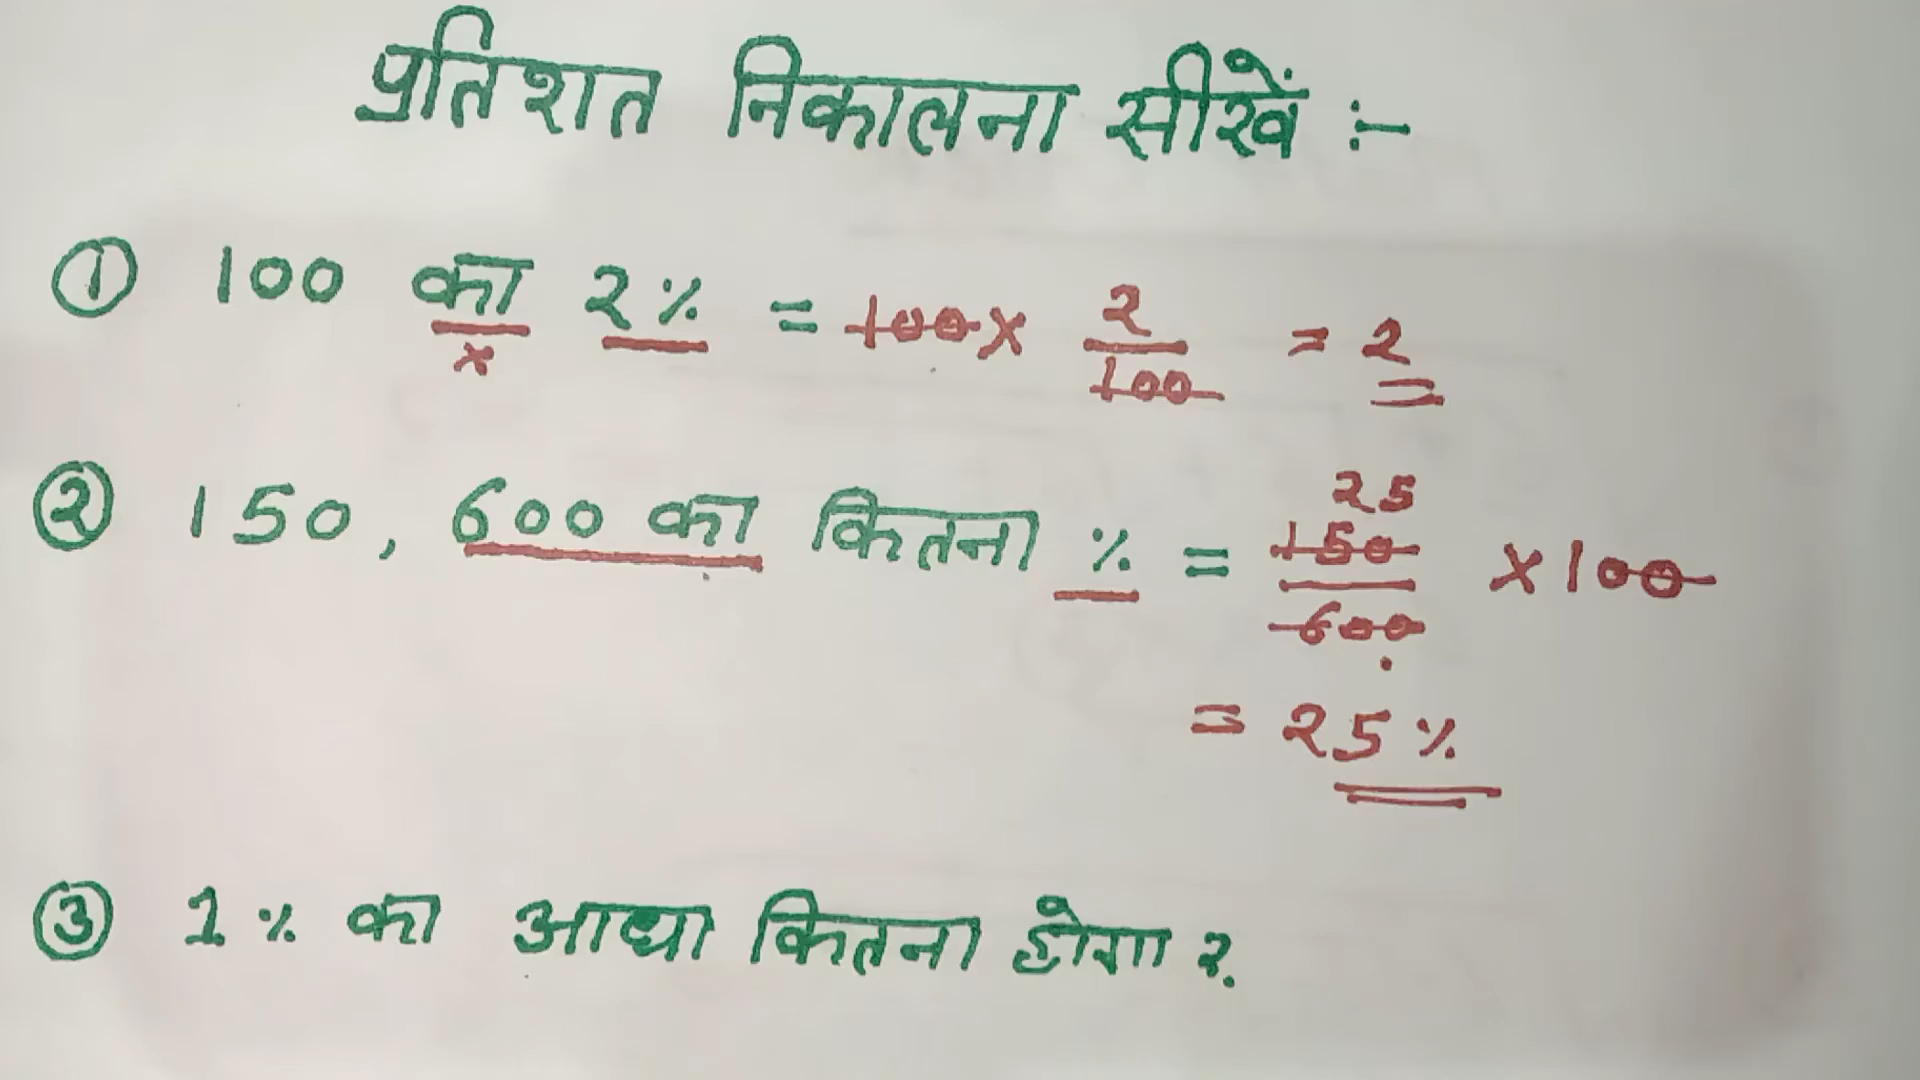 प्रतिशत निकालना सीखें :-
① 100 का 2% = 100 × 2/100 = 2
×
② 150, 600 का कितना % = 150/600 × 100
25
= 25%
③ 1% का आधा कितना होगा ?